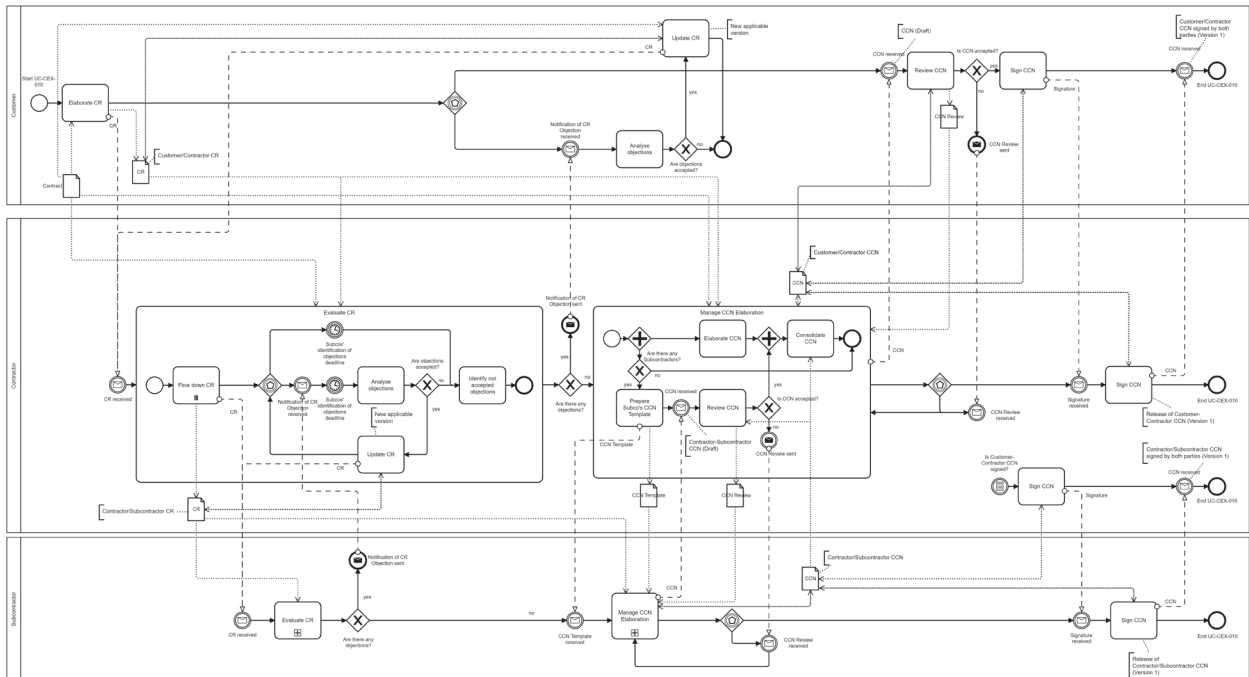 Customer
Start UC-CEX-
010
Elaborate CR
CR
Customer/Contractor CR
CR
Contract
Update CR
CR
New applicable
version
Notification of CR
Objection
received
Analyse
objections
yes
no
Are objections
accepted?
CCN (Draft)
CCN received
Review CCN
Is CCN accepted?
yes
no
CCN Review
CCN Review
sent
Sign CCN
Signature
Customer/Contractor
CCN signed by both
parties (Version 1)
CCN received
End UC-CEX-010
Contractor
CR received
Evaluate CR
Flow down CR
CR
Subcos'
identification of
objections
deadlina
Notification of CR
Objection
received
Subcos'
identification of
objections
deadline
Analyse
objections
Are objections
accepted?
no
yes
Identify not
accepted
objections
New applicable
version
Update CR
CR
Contractor/Subcontractor CR
CR
Notification of CR
Objection sent
yes
no
Are there any
objections?
Manage CCN Elaboration
Elaborate CCN
Consolidate
CCN
Are there any
Subcontractors?
no
yes
Prepare
Subco's CCN
Template
CCN received
Review CCN
yes
Is CCN accepted?
no
CCN Template
Contractor-Subcontractor
CCN (Draft)
CCN Review sent
CCN Template
CCN Review
Customer/Contractor CCN
CCN
CCN
CCN Review
received
Signature
received
Sign CCN
CCN
Release of Customer-
Contractor CCN (Version 1)
End UC-CEX-010
Is Customer-
Contractor CCN
signed?
Sign CCN
Signature
Contractor/Subcontractor CCN
signed by both parties (Version 1)
CCN received
End UC-CEX-010
Subcontractor
CR received
Evaluate CR
Notification of CR
Objection sent
yes
no
Are there any
objections?
CCN Template
received
Manage CCN
Elaboration
CCN
CCN Review
received
Contractor/Subcontractor CCN
CCN
Signature
received
Sign CCN
CCN
Release of
Contractor/Subcontractor CCN
(Version 1)
End UC-CEX-010